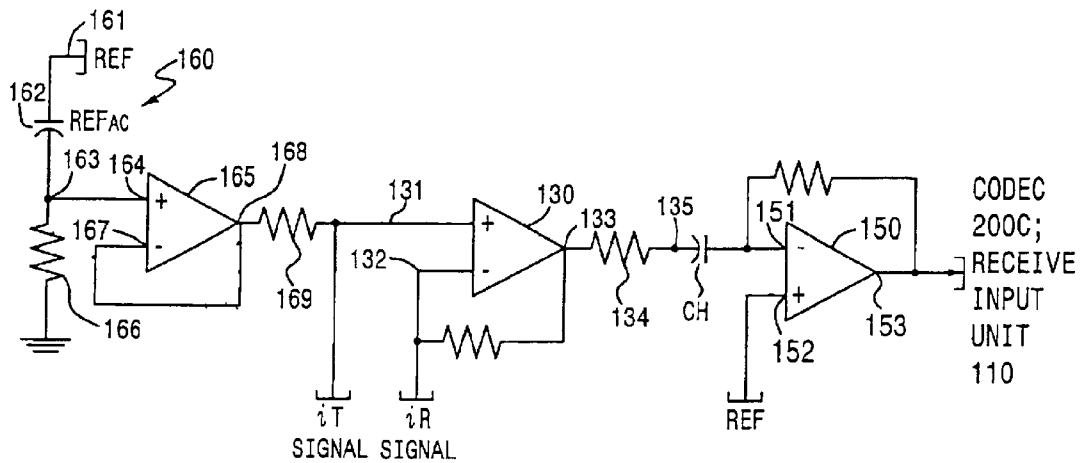 161
REF
160
162
REFAC
163
164
165
168
167
166
169
131
132
130
133
134
135
CH
151
150
152
153
+
-
+
-
-
+
iT
SIGNAL
iR
SIGNAL
REF
CODEC
200C;
RECEIVE
INPUT
UNIT
110